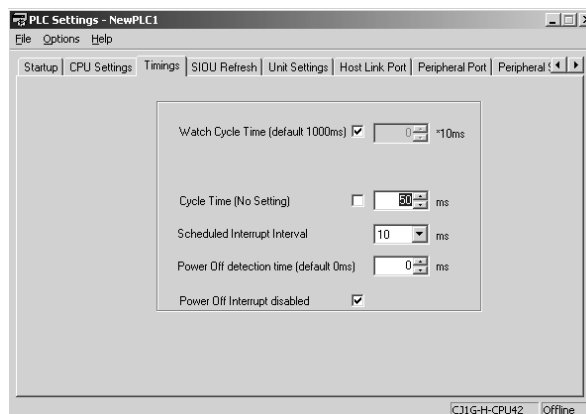 PLC Settings - NewPLC1
File Options Help
Startup CPU Settings Timings SIOU Refresh Unit Settings Host Link Port Peripheral Port Peripheral
Watch Cycle Time (default 1000ms) 0 *10ms
Cycle Time (No Setting) 50 ms
Scheduled Interrupt Interval 10 ms
Power Off detection time (default 0ms) 0 ms
Power Off Interrupt disabled
CJ1G-H-CPU42 Offline